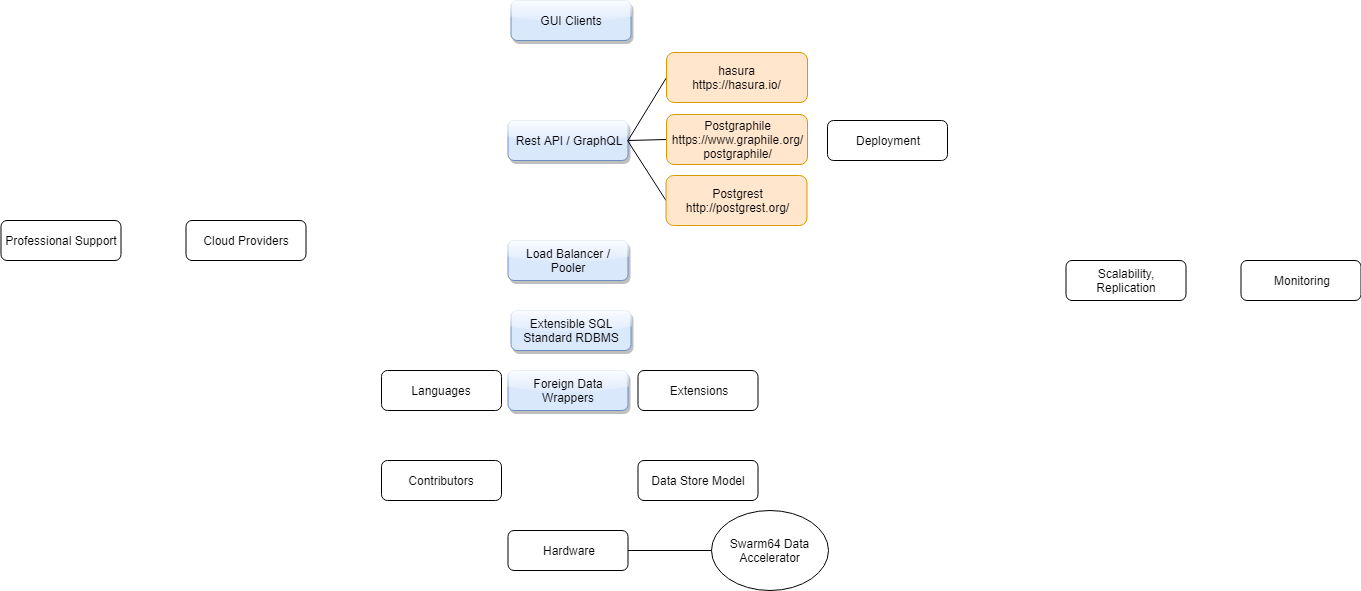 GUI Clients
hasura
https://hasura.io/
Rest API / GraphQL
Postgraphile
https://www.graphile.org/
postgraphile/
Deployment
Postgrest
http://postgrest.org/
Professional Support
Cloud Providers
Load Balancer /
Pooler
Scalability,
Replication
Monitoring
Extensible SQL
Standard RDBMS
Languages
Foreign Data
Wrappers
Extensions
Contributors
Data Store Model
Hardware
Swarm64 Data
Accelerator